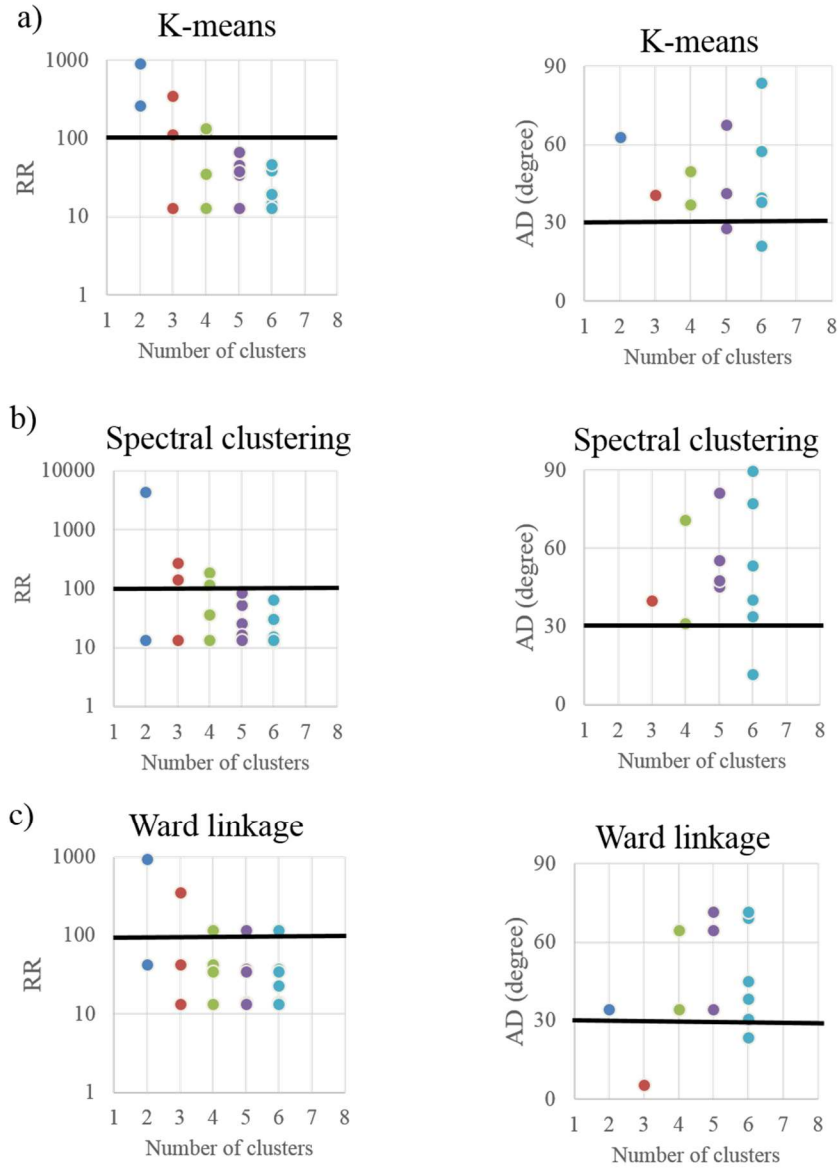 a)
K-means
1000
100
10
1
RR
1 2 3 4 5 6 7 8
Number of clusters
K-means
90
60
30
0
AD (degree)
1 2 3 4 5 6 7 8
Number of clusters
b)
Spectral clustering
10000
1000
100
10
1
RR
1 2 3 4 5 6 7 8
Number of clusters
Spectral clustering
90
60
30
0
AD (degree)
1 2 3 4 5 6 7 8
Number of clusters
c)
Ward linkage
1000
100
10
1
RR
1 2 3 4 5 6 7 8
Number of clusters
Ward linkage
90
60
30
0
AD (degree)
1 2 3 4 5 6 7 8
Number of clusters